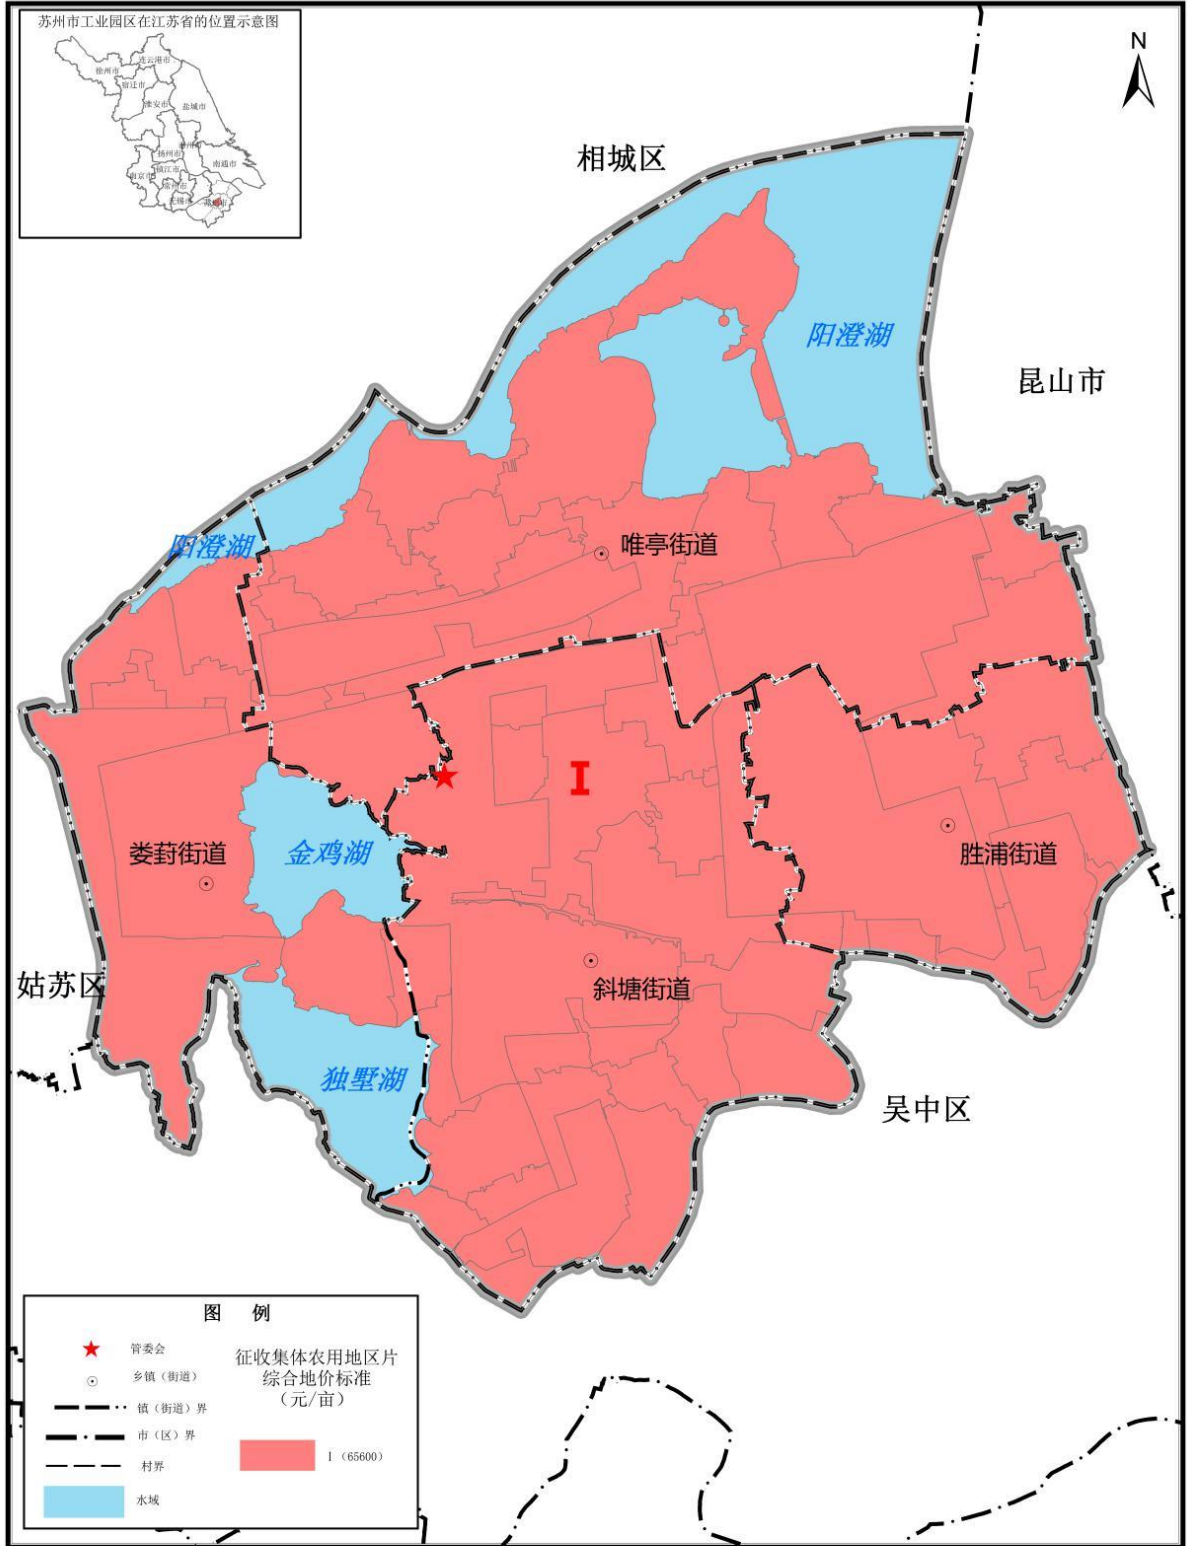 苏州市工业园区在江苏省的位置示意图
徐州市
连云港市
宿迁市
淮安市
盐城市
扬州市
泰州市
南通市
南京市
镇江市
常州市
无锡市
苏州市
N
相城区
阳澄湖
昆山市
阳澄湖
唯亭街道
I
娄葑街道
金鸡湖
胜浦街道
姑苏区
斜塘街道
独墅湖
吴中区
图 例
管委会
乡镇（街道）
镇（街道）界
市（区）界
村界
水域
征收集体农用地区片
综合地价标准
（元/亩）
I （65600）